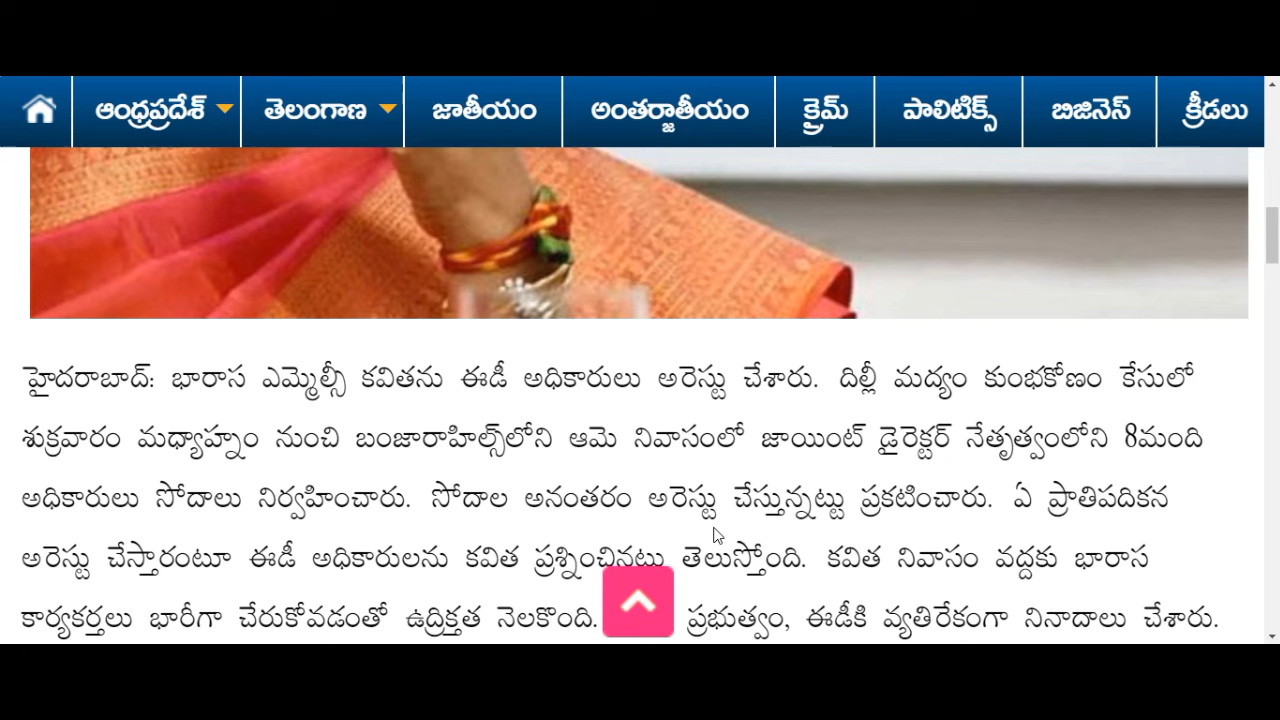 ఆంధ్రప్రదేశ్ తెలంగాణ జాతీయం అంతర్జాతీయం క్రైమ్ పాలిటిక్స్ బిజినెస్ క్రీడలు
హైదరాబాద్: భారాస ఎమ్మెల్సీ కవితను ఈడీ అధికారులు అరెస్టు చేశారు. దిల్లీ మద్యం కుంభకోణం కేసులో
శుక్రవారం మధ్యాహ్నం నుంచి బంజారాహిల్స్‌లోని ఆమె నివాసంలో జాయింట్ డైరెక్టర్ నేతృత్వంలోని 8మంది
అధికారులు సోదాలు నిర్వహించారు. సోదాల అనంతరం అరెస్టు చేస్తున్నట్టు ప్రకటించారు. ఏ ప్రాతిపదికన
అరెస్టు చేస్తారంటూ ఈడీ అధికారులను కవిత ప్రశ్నించినట్టు తెలుస్తోంది. కవిత నివాసం వద్దకు భారాస
కార్యకర్తలు భారీగా చేరుకోవడంతో ఉద్రిక్తత నెలకొంది. ప్రభుత్వం, ఈడీకి వ్యతిరేకంగా నినాదాలు చేశారు.